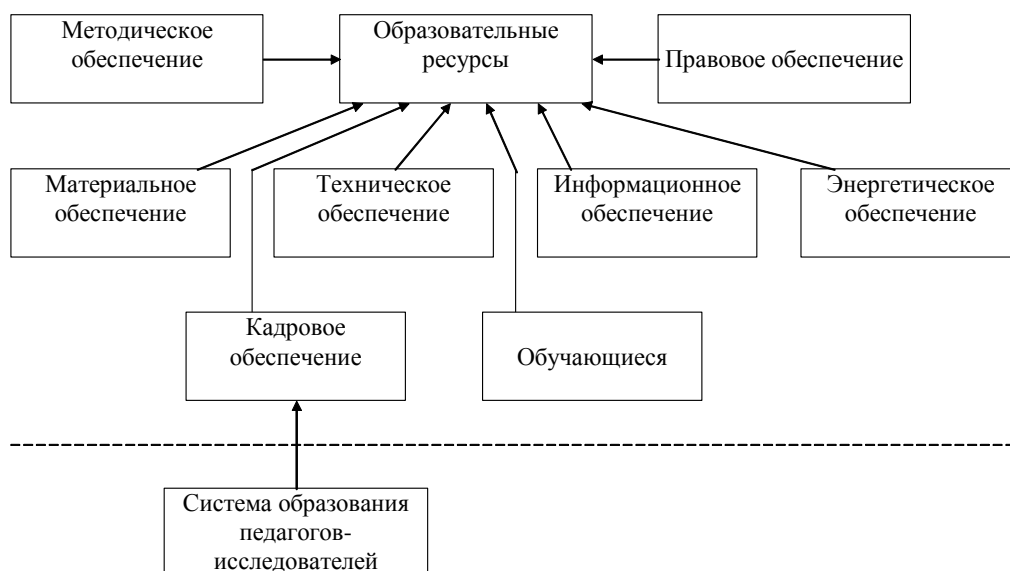 Методическое
обеспечение
Образовательные
ресурсы
Правовое обеспечение
Материальное
обеспечение
Техническое
обеспечение
Информационное
обеспечение
Энергетическое
обеспечение
Кадровое
обеспечение
Обучающиеся
Система образования
педагогов-
исследователей